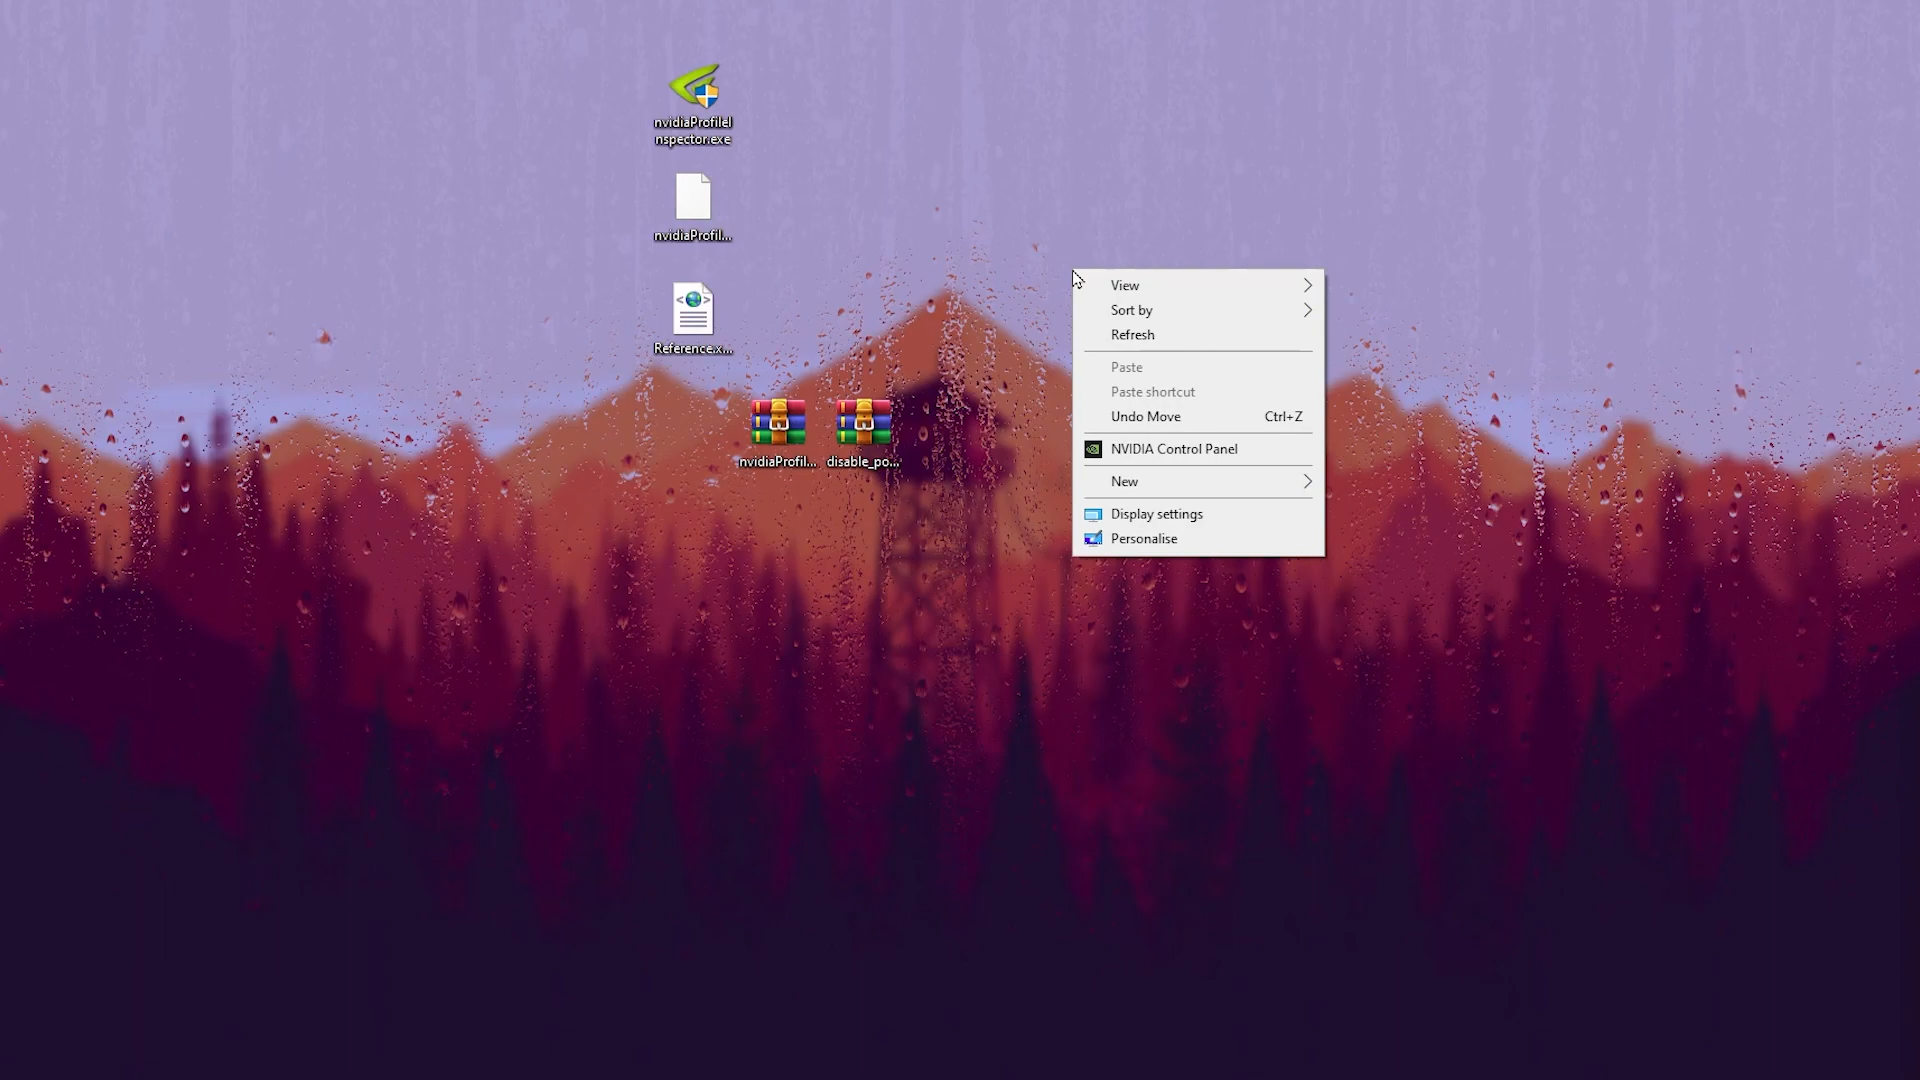 nvidiaProfileI
nspector.exe
nvidiaProfil...
Reference.x...
nvidiaProfil...
disable_po...
View
Sort by
Refresh
Paste
Paste shortcut
Undo Move Ctrl+Z
NVIDIA Control Panel
New
Display settings
Personalise